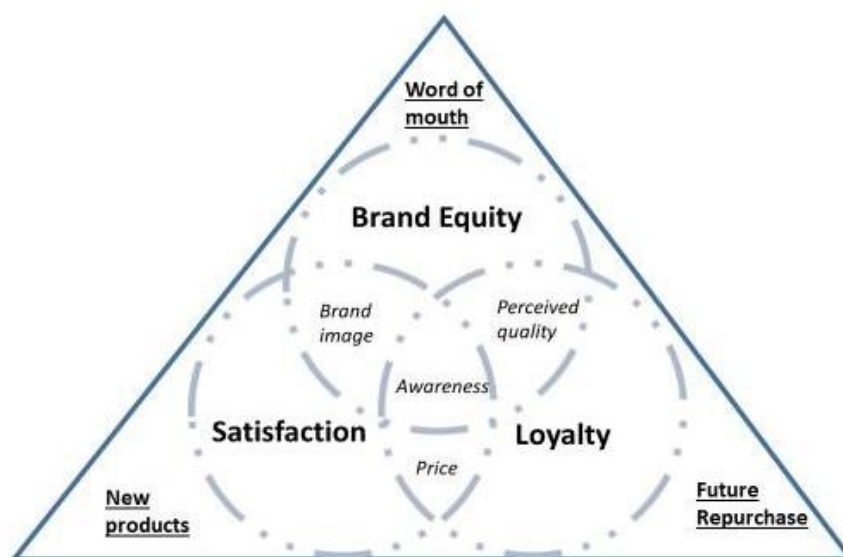 Word of
mouth
Brand Equity
Brand
image
Perceived
quality
Awareness
Satisfaction
Loyalty
Price
New
products
Future
Repurchase